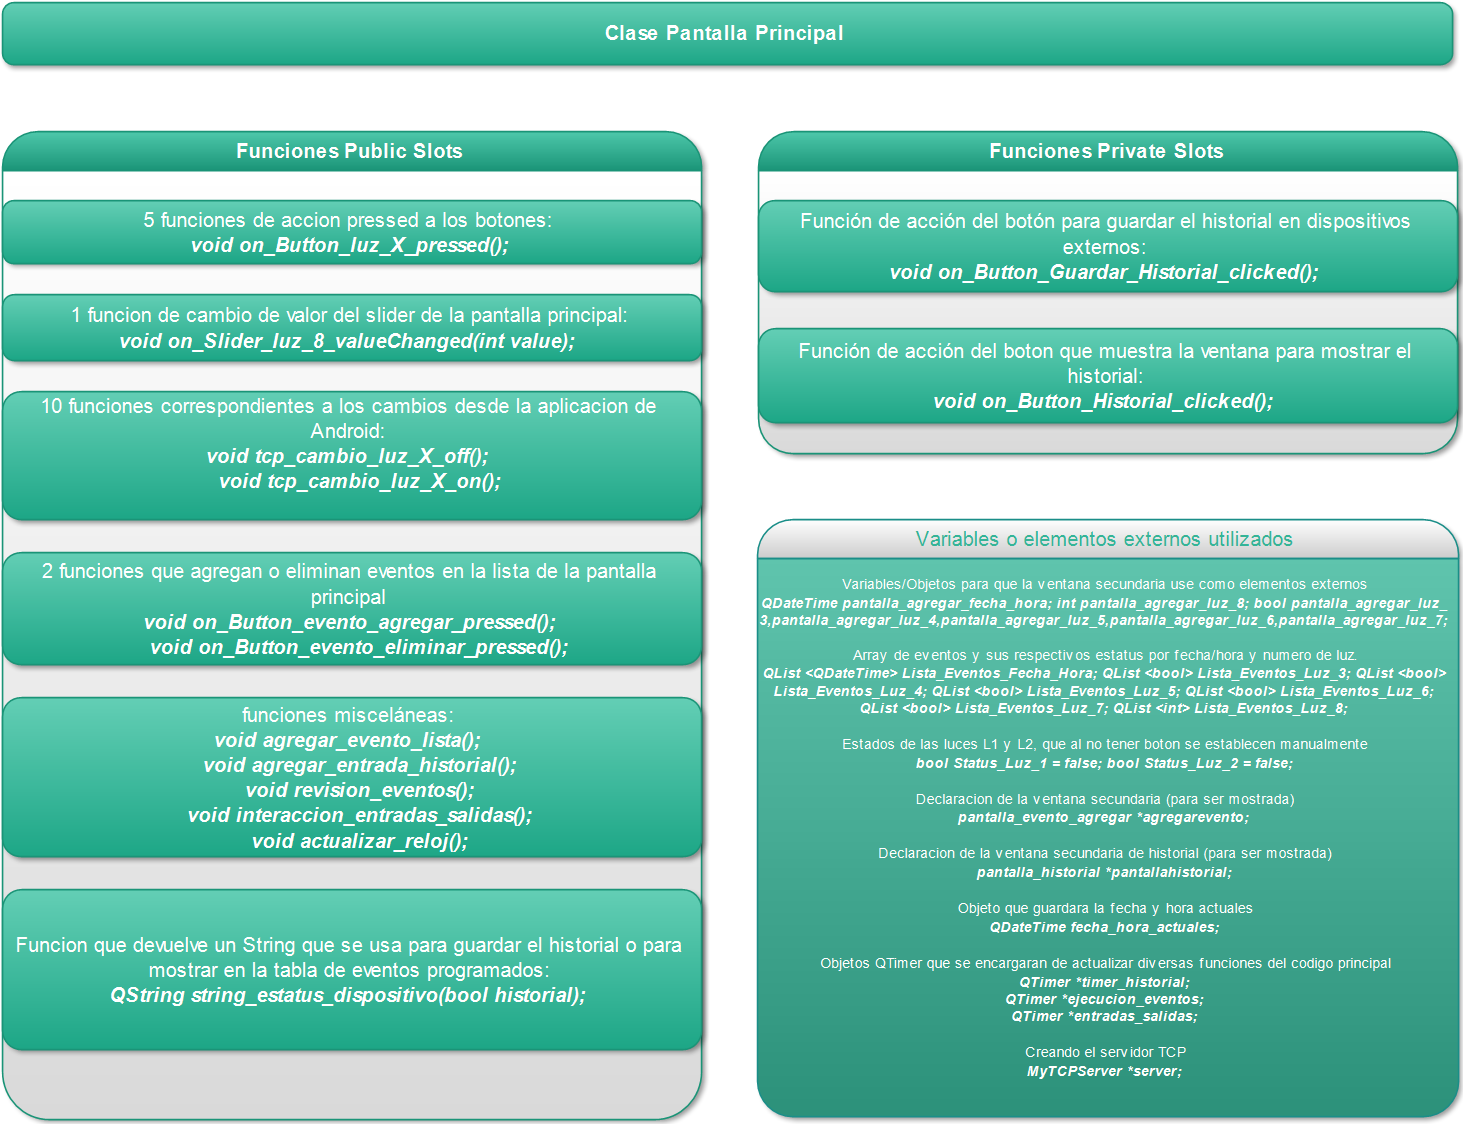 Clase Pantalla Principal
Funciones Public Slots
5 funciones de accion pressed a los botones:
void on_Button_luz_X_pressed();
1 funcion de cambio de valor del slider de la pantalla principal:
void on_Slider_luz_8_valueChanged(int value);
10 funciones correspondientes a los cambios desde la aplicacion de
Android:
void tcp_cambio_luz_X_off();
void tcp_cambio_luz_X_on();
2 funciones que agregan o eliminan eventos en la lista de la pantalla
principal
void on_Button_evento_agregar_pressed();
void on_Button_evento_eliminar_pressed();
funciones misceláneas:
void agregar_evento_lista();
void agregar_entrada_historial();
void revision_eventos();
void interaccion_entradas_salidas();
void actualizar_reloj();
Funcion que devuelve un String que se usa para guardar el historial o para
mostrar en la tabla de eventos programados:
QString string_estatus_dispositivo(bool historial);
Funciones Private Slots
Función de acción del botón para guardar el historial en dispositivos
externos:
void on_Button_Guardar_Historial_clicked();
Función de acción del boton que muestra la ventana para mostrar el
historial:
void on_Button_Historial_clicked();
Variables o elementos externos utilizados
Variables/Objetos para que la ventana secundaria use como elementos externos
QDateTime pantalla_agregar_fecha_hora; int pantalla_agregar_luz_8; bool pantalla_agregar_luz_
3,pantalla_agregar_luz_4,pantalla_agregar_luz_5,pantalla_agregar_luz_6,pantalla_agregar_luz_7;
Array de eventos y sus respectivos estatus por fecha/hora y numero de luz.
QList <QDateTime> Lista_Eventos_Fecha_Hora; QList <bool> Lista_Eventos_Luz_3; QList <bool>
Lista_Eventos_Luz_4; QList <bool> Lista_Eventos_Luz_5; QList <bool> Lista_Eventos_Luz_6;
QList <bool> Lista_Eventos_Luz_7; QList <int> Lista_Eventos_Luz_8;
Estados de las luces L1 y L2, que al no tener boton se establecen manualmente
bool Status_Luz_1 = false; bool Status_Luz_2 = false;
Declaracion de la ventana secundaria (para ser mostrada)
pantalla_evento_agregar *agregarevento;
Declaracion de la ventana secundaria de historial (para ser mostrada)
pantalla_historial *pantallahistorial;
Objeto que guardara la fecha y hora actuales
QDateTime fecha_hora_actuales;
Objetos QTimer que se encargaran de actualizar diversas funciones del codigo principal
QTimer *timer_historial;
QTimer *ejecucion_eventos;
QTimer *entradas_salidas;
Creando el servidor TCP
MyTCPServer *server;